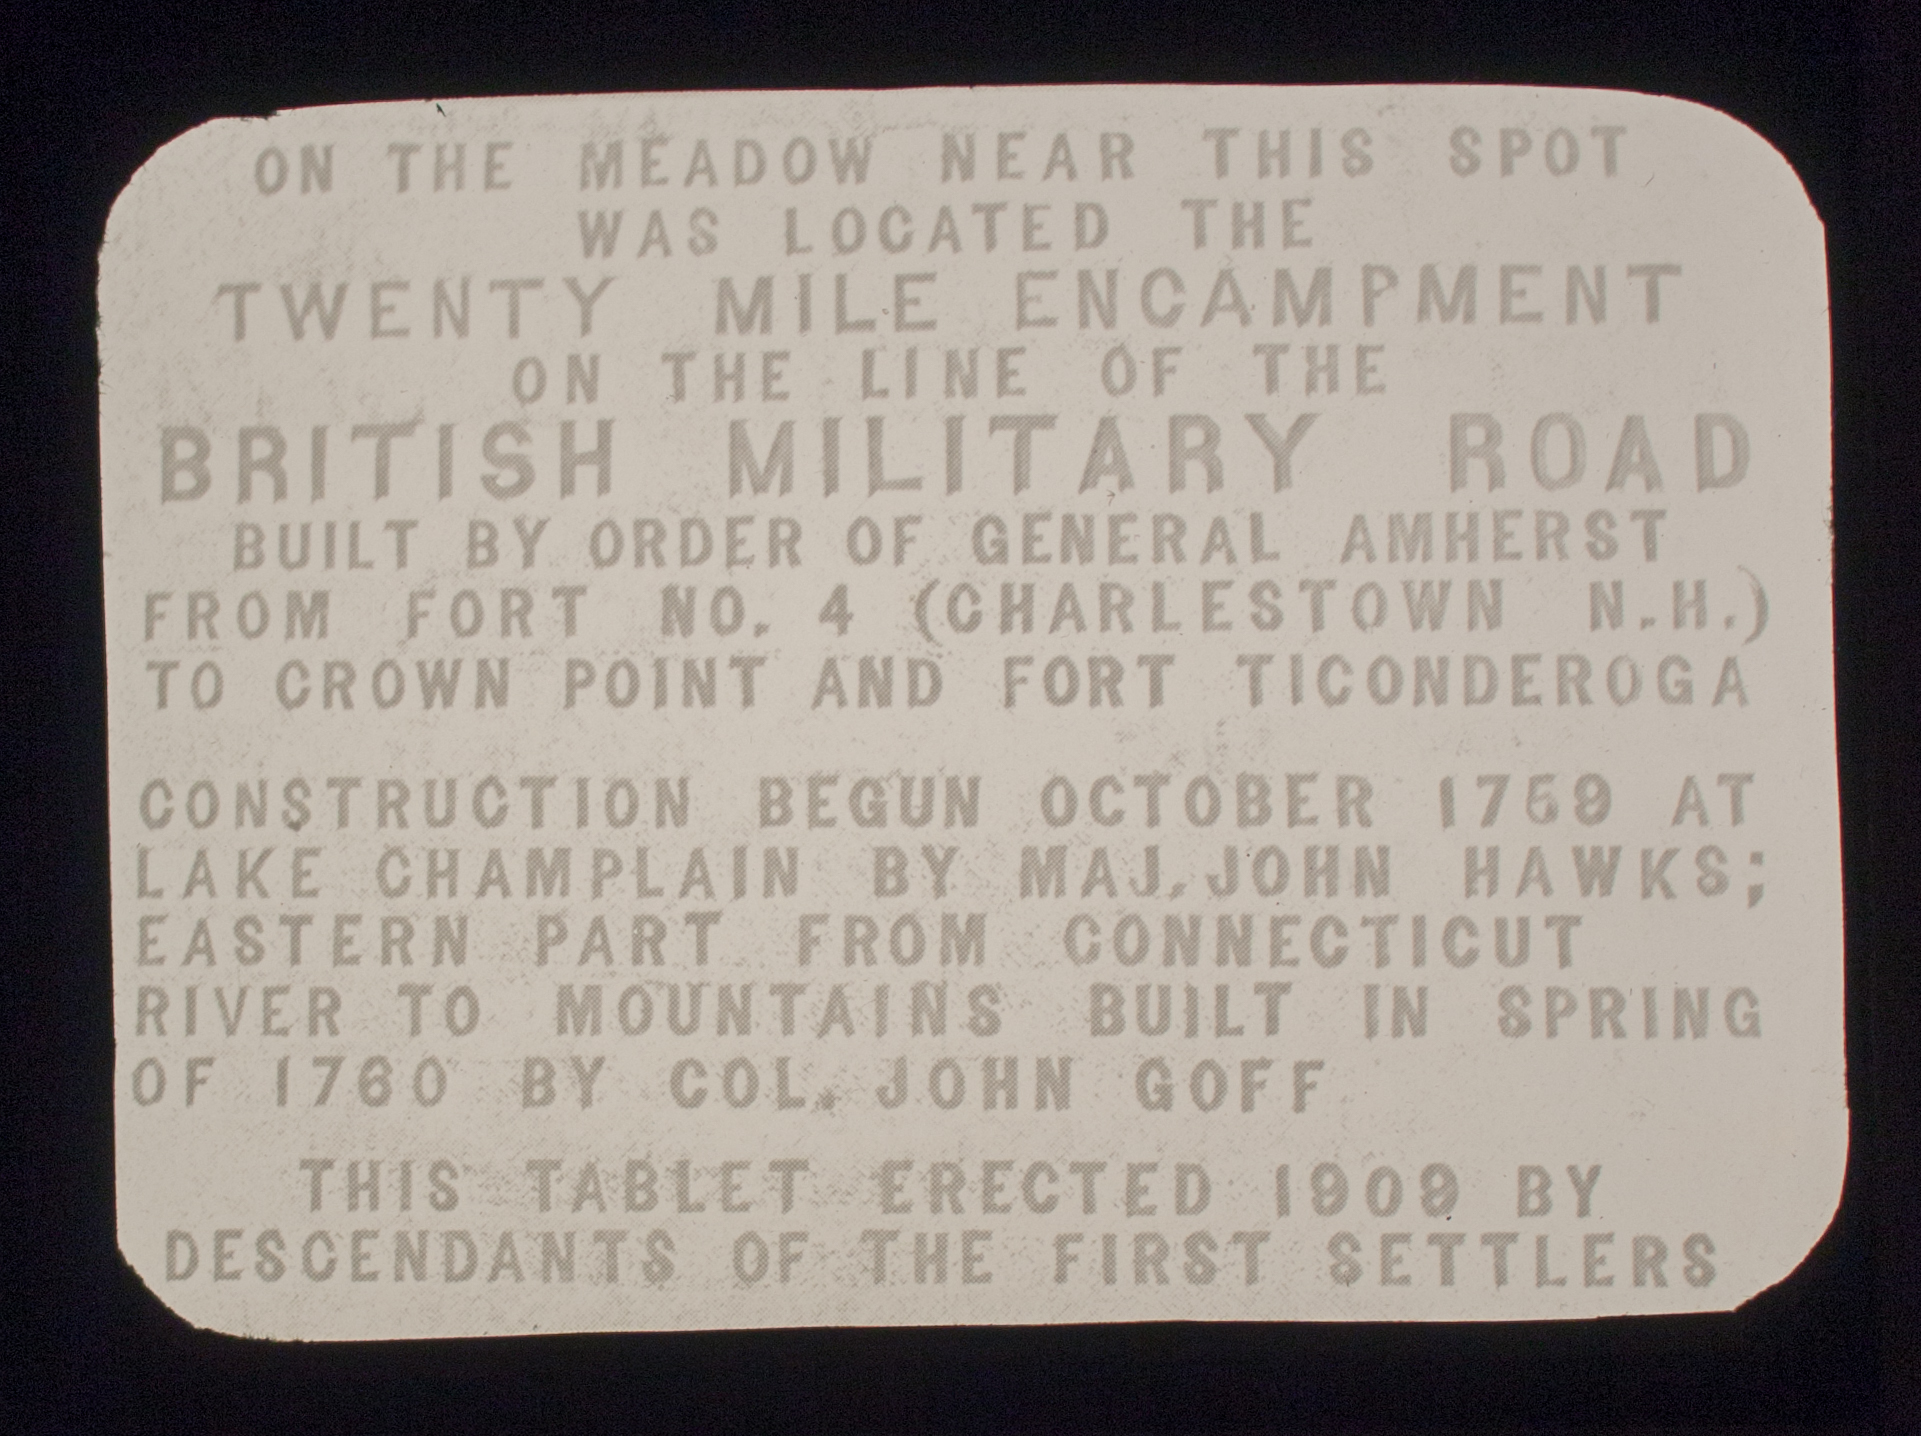 ON THE MEADOW NEAR THIS SPOT
WAS LOCATED THE
TWENTY MILE ENCAMPMENT
ON THE LINE OF THE
BRITISH MILITARY ROAD
BUILT BY ORDER OF GENERAL AMHERST
FROM FORT NO. 4 (CHARLESTOWN N.H.)
TO CROWN POINT AND FORT TICONDEROGA
CONSTRUCTION BEGUN OCTOBER 1759 AT
LAKE CHAMPLAIN BY MAJ. JOHN HAWKS;
EASTERN PART FROM CONNECTICUT
RIVER TO MOUNTAINS BUILT IN SPRING
OF 1760 BY COL. JOHN GOFF
THIS TABLET ERECTED 1909 BY
DESCENDANTS OF THE FIRST SETTLERS